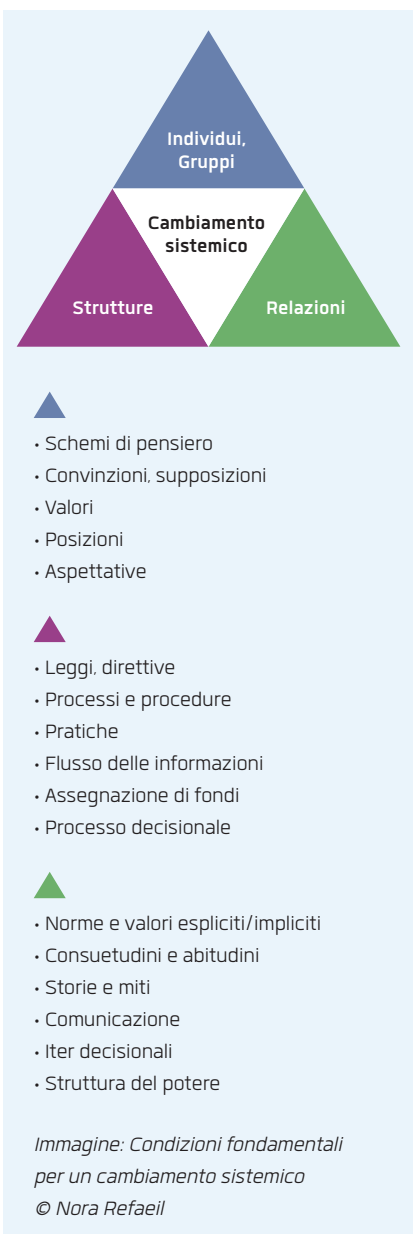 Individui,
Gruppi
Cambiamento
sistemico
Strutture
Relazioni
• Schemi di pensiero
• Convinzioni, supposizioni
• Valori
• Posizioni
• Aspettative
• Leggi, direttive
• Processi e procedure
• Pratiche
• Flusso delle informazioni
• Assegnazione di fondi
• Processo decisionale
• Norme e valori espliciti/impliciti
• Consuetudini e abitudini
• Storie e miti
• Comunicazione
• Iter decisionali
• Struttura del potere
Immagine: Condizioni fondamentali
per un cambiamento sistemico
© Nora Refaeil